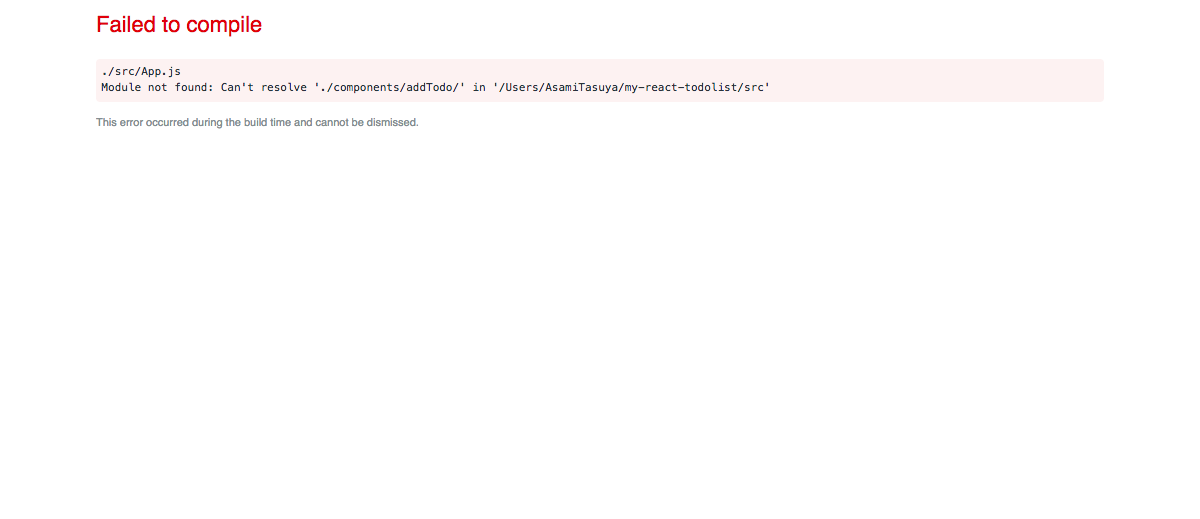 Failed to compile
./src/App.js
Module not found: Can't resolve './components/addTodo/' in '/Users/AsamiTasuya/my-react-todolist/src'
This error occurred during the build time and cannot be dismissed.